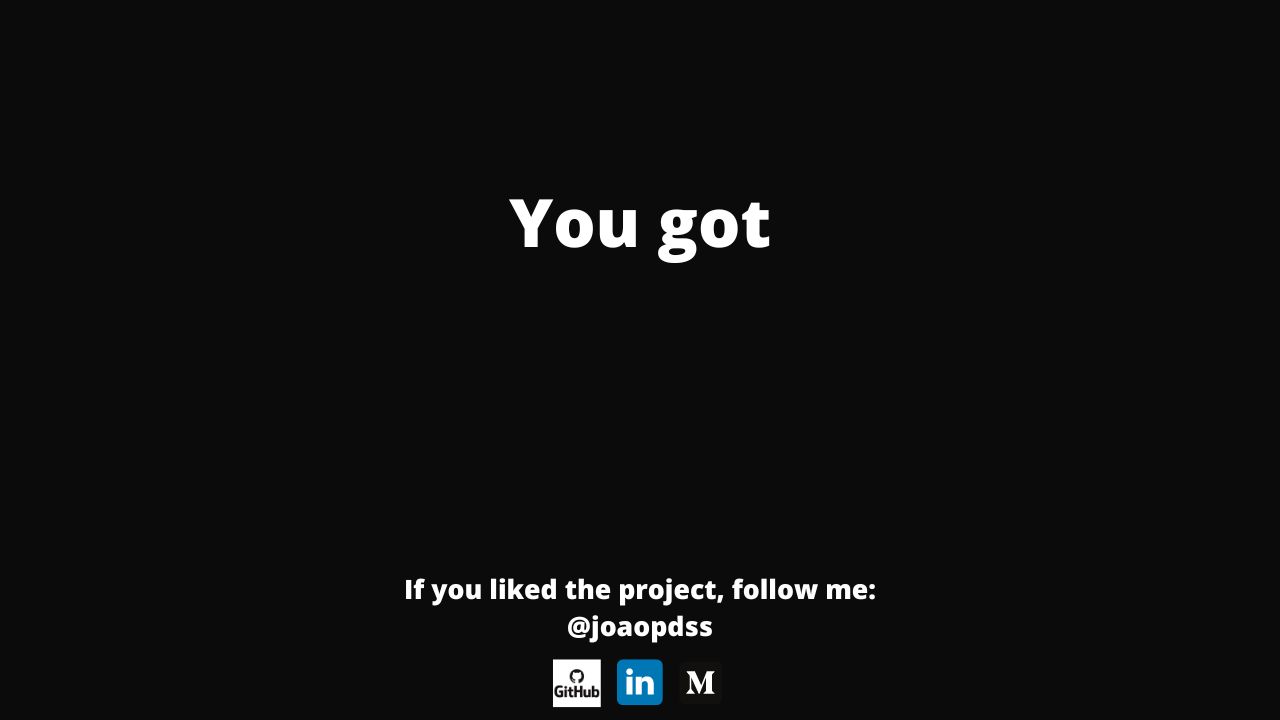 You got
If you liked the project, follow me:
@joaopdss
GitHub
in
M